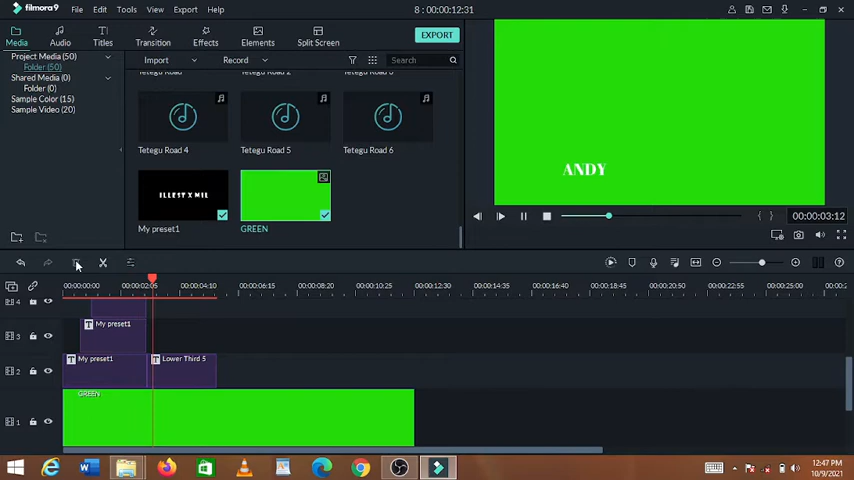 filmora9
File Edit Tools View Export Help
8 : 00:00:12:31
Media Audio Titles Transition Effects Elements Split Screen
EXPORT
Project Media (50)
Folder (50)
Shared Media (0)
Folder (0)
Sample Color (15)
Sample Video (20)
Import Record Search
Tetegu Road 4
Tetegu Road 5
Tetegu Road 6
ILLEST X MIL
My preset1
GREEN
ANDY
00:00:03:12
00:00:00:00 00:00:02:05 00:00:04:10 00:00:06:15 00:00:08:20 00:00:10:25 00:00:12:30 00:00:14:35 00:00:16:40 00:00:18:45 00:00:20:50 00:00:22:55 00:00:25:00
4
3
T My preset1
2
T My preset1
T Lower Third 5
1
GREEN
12:47 PM
10/9/2021